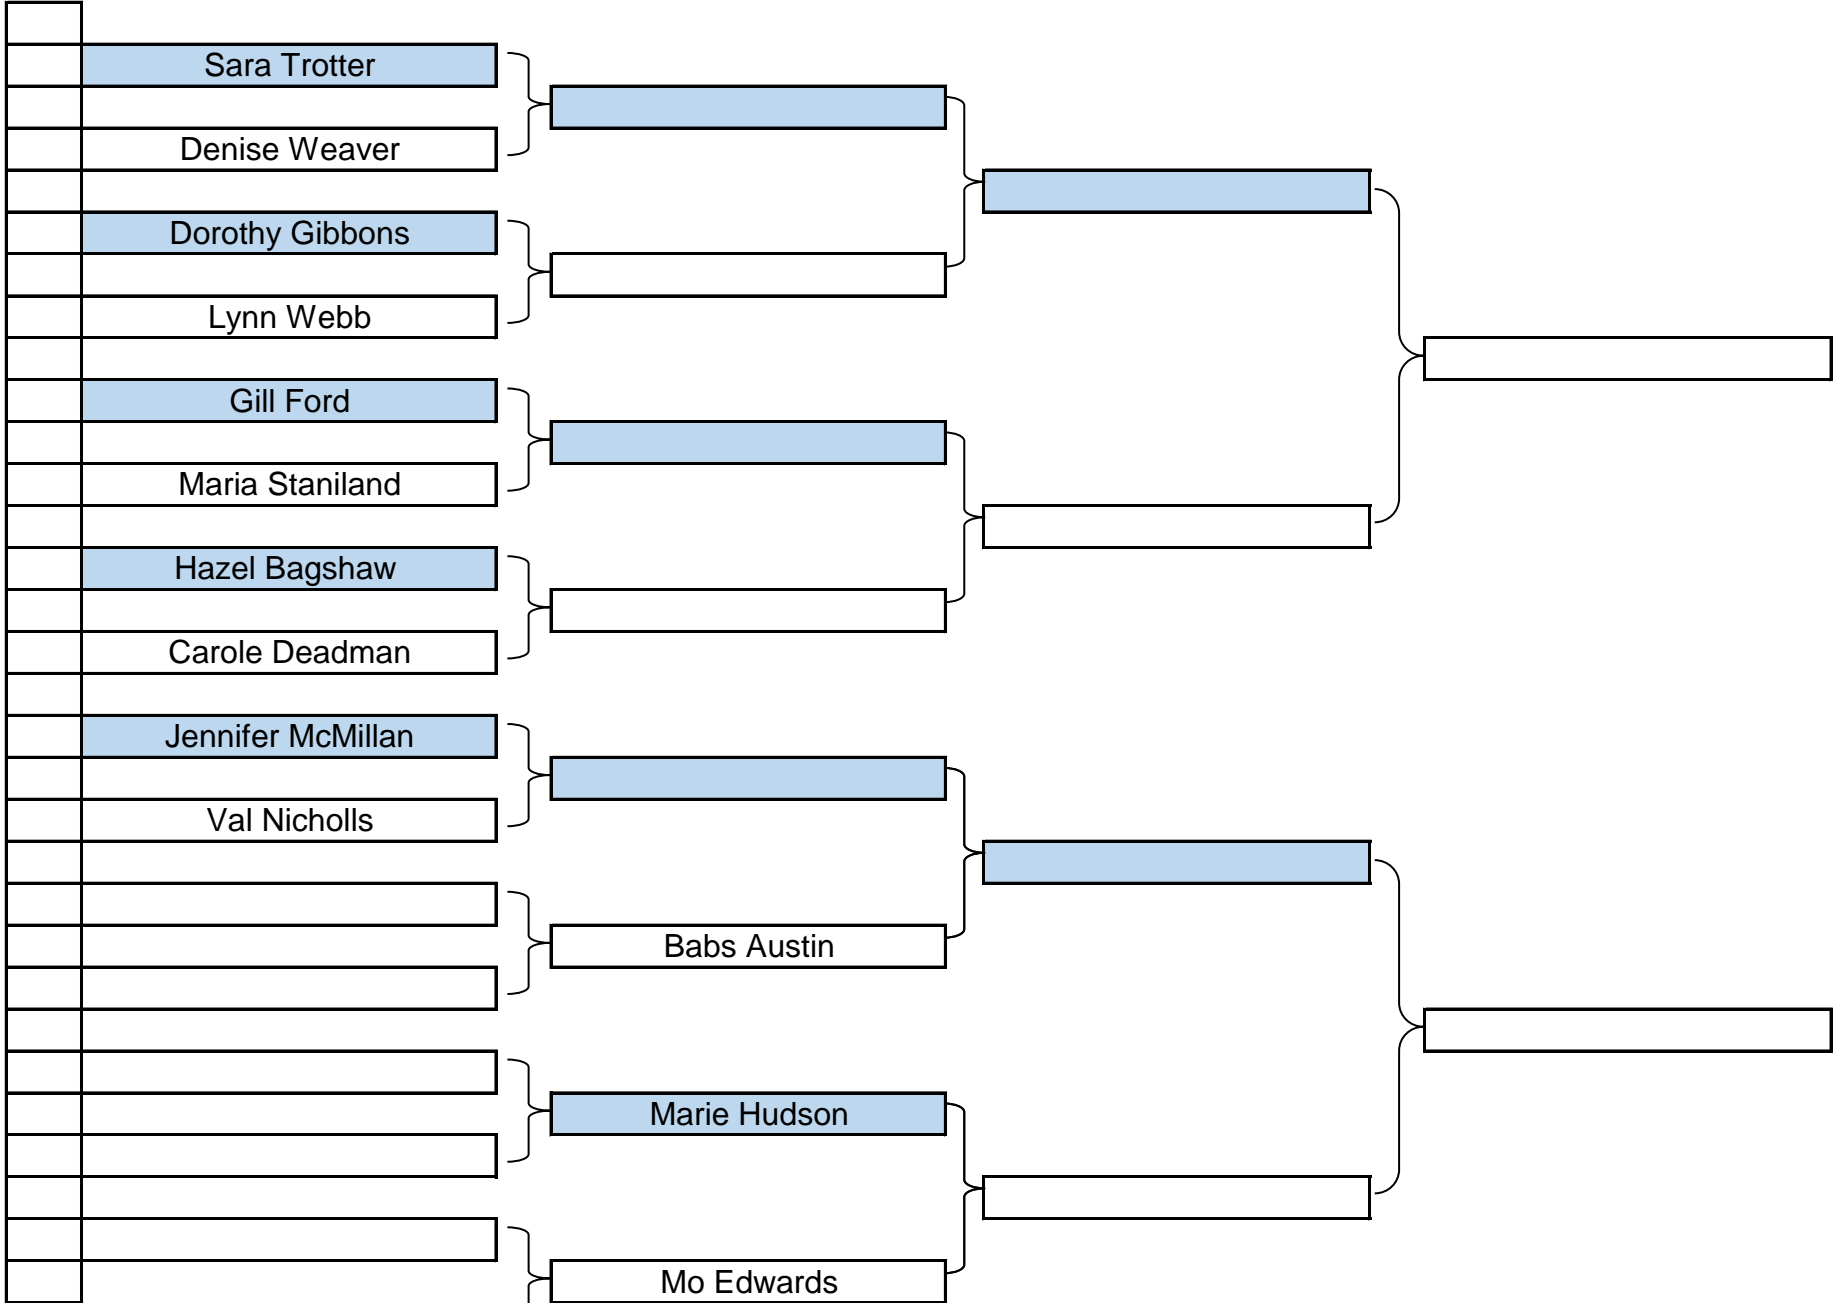 Sara Trotter
Denise Weaver
Dorothy Gibbons
Lynn Webb
Gill Ford
Maria Staniland
Hazel Bagshaw
Carole Deadman
Jennifer McMillan
Val Nicholls
Babs Austin
Marie Hudson
Mo Edwards